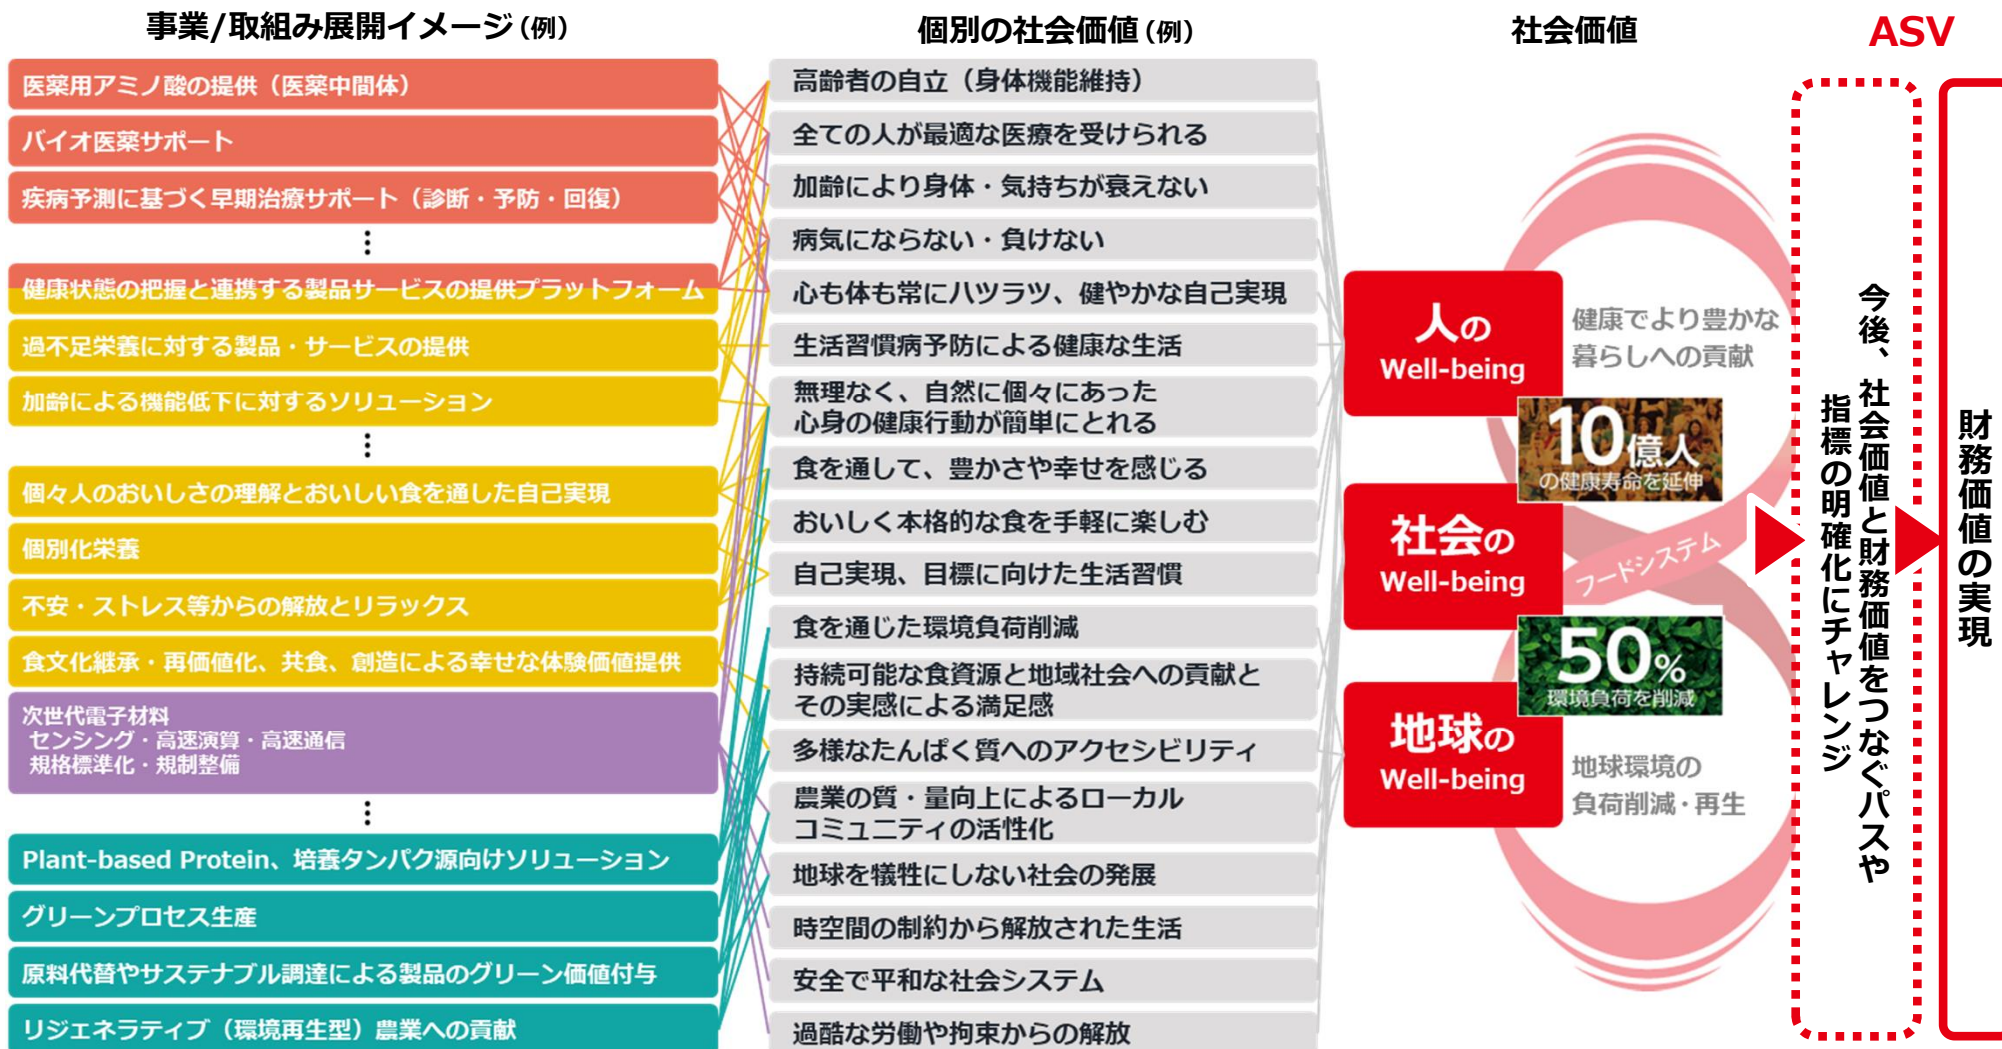 事業/取組み展開イメージ(例)
医薬用アミノ酸の提供（医薬中間体）
バイオ医薬サポート
疾病予測に基づく早期治療サポート（診断・予防・回復）
⋮
健康状態の把握と連携する製品サービスの提供プラットフォーム
過不足栄養に対する製品・サービスの提供
加齢による機能低下に対するソリューション
⋮
個々人のおいしさの理解とおいしい食を通した自己実現
個別化栄養
不安・ストレス等からの解放とリラックス
食文化継承・再価値化、共食、創造による幸せな体験価値提供
次世代電子材料
センシング・高速演算・高速通信
規格標準化・規制整備
⋮
Plant-based Protein、培養タンパク源向けソリューション
グリーンプロセス生産
原料代替やサステナブル調達による製品のグリーン価値付与
リジェネラティブ（環境再生型）農業への貢献
個別の社会価値(例)
高齢者の自立（身体機能維持）
全ての人が最適な医療を受けられる
加齢により身体・気持ちが衰えない
病気にならない・負けない
心も体も常にハツラツ、健やかな自己実現
生活習慣病予防による健康な生活
無理なく、自然に個々にあった
心身の健康行動が簡単にとれる
食を通して、豊かさや幸せを感じる
おいしく本格的な食を手軽に楽しむ
自己実現、目標に向けた生活習慣
食を通じた環境負荷削減
持続可能な食資源と地域社会への貢献と
その実感による満足感
多様なたんぱく質へのアクセシビリティ
農業の質・量向上によるローカル
コミュニティの活性化
地球を犠牲にしない社会の発展
時空間の制約から解放された生活
安全で平和な社会システム
過酷な労働や拘束からの解放
社会価値
人の
Well-being
健康でより豊かな
暮らしへの貢献
10億人
の健康寿命を延伸
社会の
Well-being
フードシステム
50%
環境負荷を削減
地球の
Well-being
地球環境の
負荷削減・再生
ASV
今後、社会価値と財務価値をつなぐパスや
指標の明確化にチャレンジ
財務価値の実現